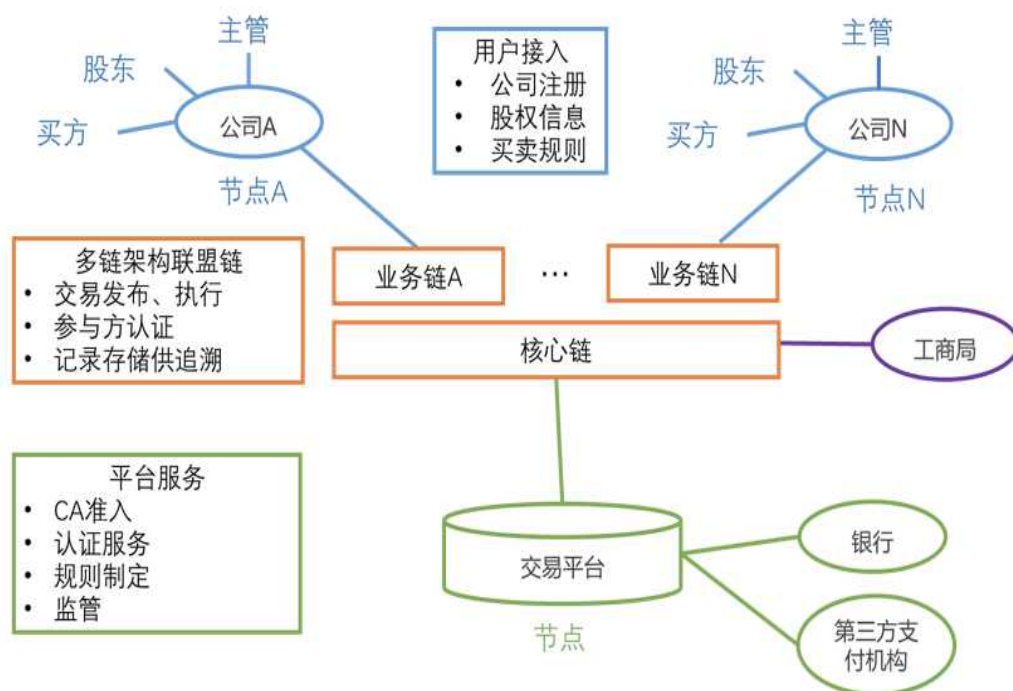 主管
股东
买方
公司A
节点A
用户接入
• 公司注册
• 股权信息
• 买卖规则
主管
股东
买方
公司N
节点N
多链架构联盟链
• 交易发布、执行
• 参与方认证
• 记录存储供追溯
业务链A
…
业务链N
核心链
工商局
平台服务
• CA准入
• 认证服务
• 规则制定
• 监管
交易平台
节点
银行
第三方支
付机构